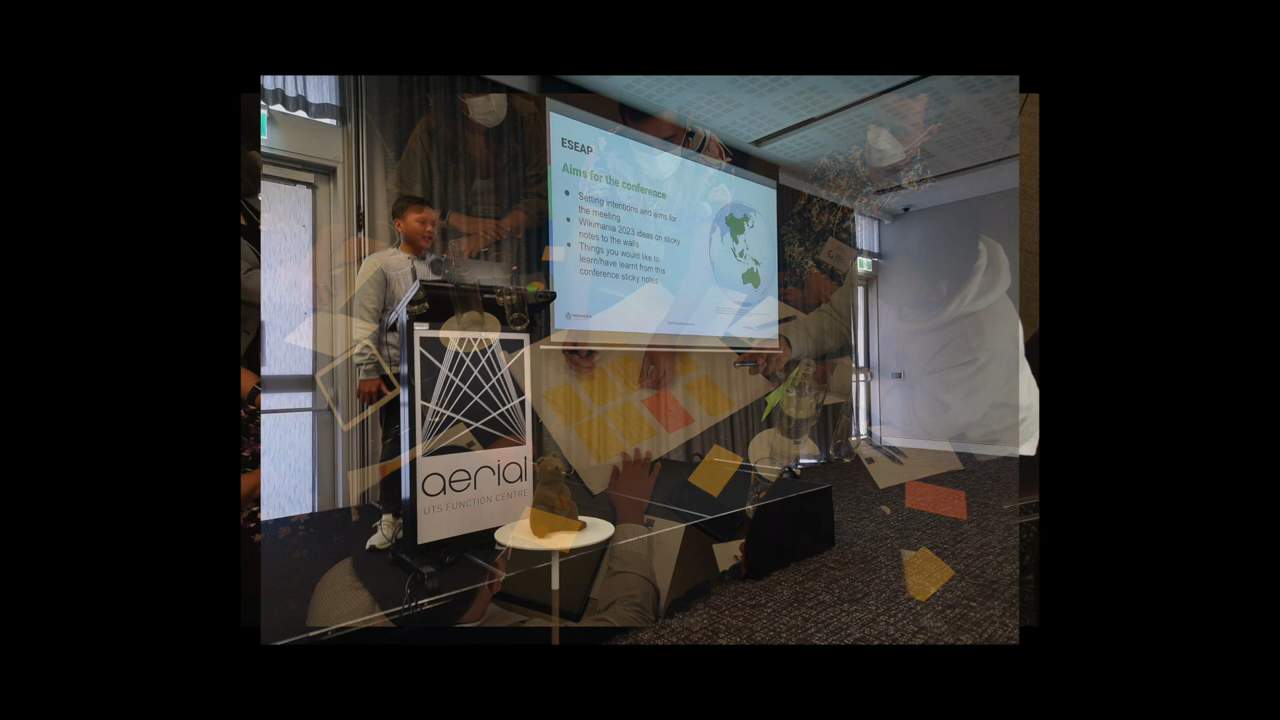 ESEAP
Aims for the conference
Setting intentions and aims for
the meeting
Wikimania 2023 ideas on sticky
notes to the walls
Things you would like to
learn/have learnt from this
conference sticky notes
aerial
UTS FUNCTION CENTRE